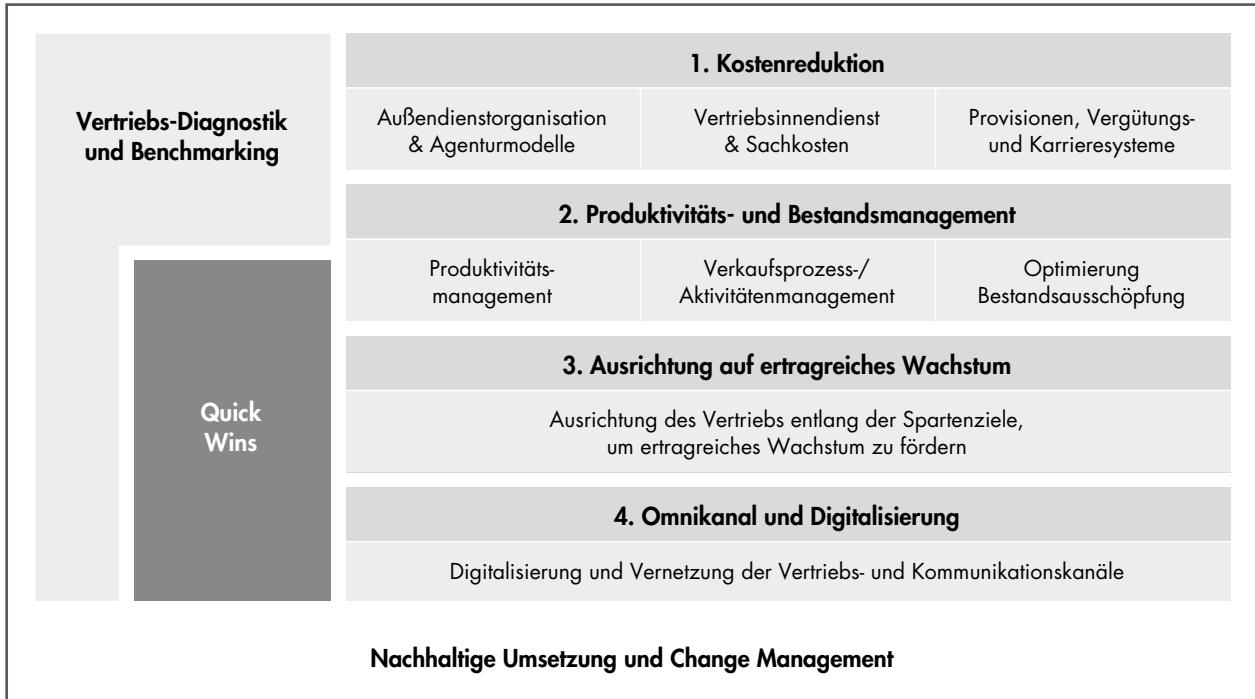 Vertriebs-Diagnostik
und Benchmarking
Quick
Wins
1. Kostenreduktion
Außendienstorganisation
& Agenturmodelle
Vertriebsinnendienst
& Sachkosten
Provisionen, Vergütungs-
und Karrieresysteme
2. Produktivitäts- und Bestandsmanagement
Produktivitäts-
management
Verkaufsprozess-/
Aktivitätenmanagement
Optimierung
Bestandsausschöpfung
3. Ausrichtung auf ertragreiches Wachstum
Ausrichtung des Vertriebs entlang der Spartenziele,
um ertragreiches Wachstum zu fördern
4. Omnikanal und Digitalisierung
Digitalisierung und Vernetzung der Vertriebs- und Kommunikationskanäle
Nachhaltige Umsetzung und Change Management